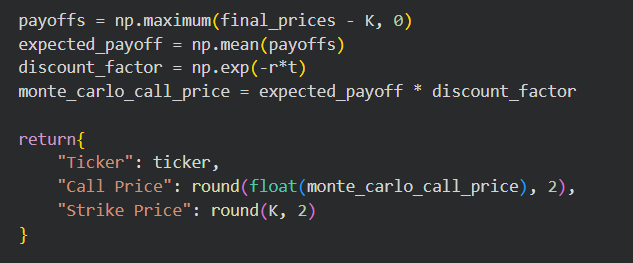 payoffs = np.maximum(final_prices - K, 0)
expected_payoff = np.mean(payoffs)
discount_factor = np.exp(-r*t)
monte_carlo_call_price = expected_payoff * discount_factor

return{
    "Ticker": ticker,
    "Call Price": round(float(monte_carlo_call_price), 2),
    "Strike Price": round(K, 2)
}